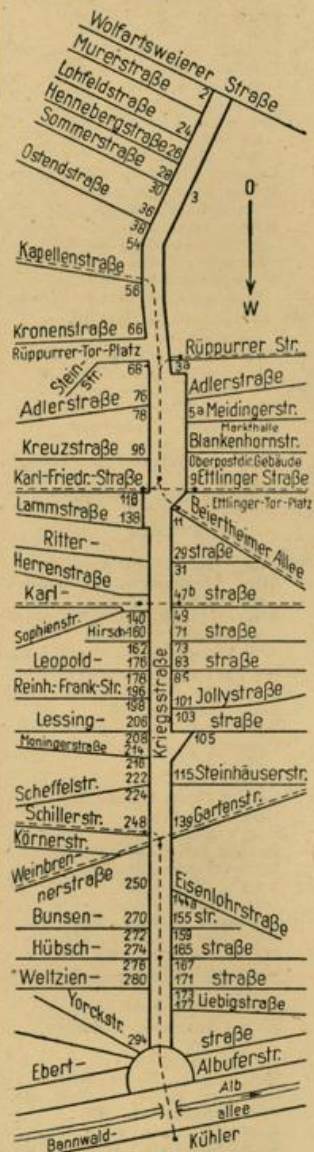 Wolfartsweierer Straße
Murerstraße 2
Lohfeldstraße 24
Hennebergstraße 26
Sommerstraße 28
30
Ostendstraße 36
38
3
O
W
54
Kapellenstraße
56
Kronenstraße 66
Rüppurrer-Tor-Platz Rüppurrer Str.
3a
Stein-
str. 68
Adlerstraße
Adlerstraße 76
78
5a Meidingerstr.
Markthalle
Kreuzstraße 96 Blankenhornstr.
Oberpostdir. Gebäude
Karl-Friedr.-Straße 9 Ettlinger Straße
118
Ettlinger-Tor-Platz
Lammstraße 138
11 Beiertheimer Allee
Ritter- 29 straße
31
Herrenstraße
Karl- 47b straße
140 49
Sophienstr. Hirsch- 160 71 straße
162 73
Leopold- 176 83 straße
178 85
Reinh.-Frank-Str. 196 101 Jollystraße
198 103
Lessing- 206 straße
208 105
Moningerstraße 214
216
Kriegsstraße
222 115 Steinhäuserstr.
Scheffelstr. 224
Schillerstr. 248 139 Gartenstr.
Körnerstr.
Weinbren-
nerstraße 250 Eisenlohrstraße
144a
Bunsen- 270 155 str.
272 159
Hübsch- 274 165 straße
276 167
Weltzien- 280 171 straße
173
177 Liebigstraße
Yorckstr. 294
straße
Ebert- Albuferstr.
Alb
allee
Bannwald-
Kühler